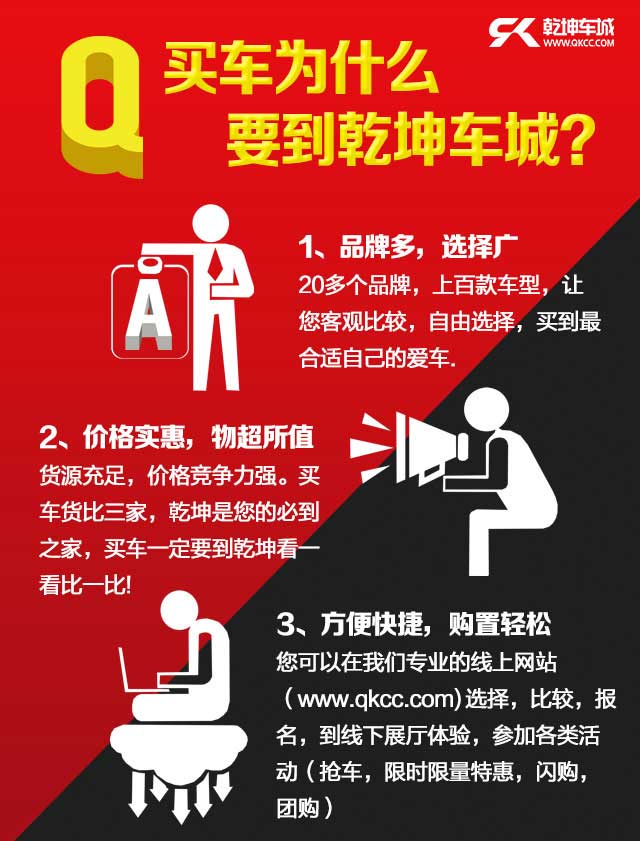 乾坤车城
WWW.QKCC.COM
Q 买车为什么
要到乾坤车城?
1、品牌多，选择广
20多个品牌，上百款车型，让
您客观比较，自由选择，买到最
合适自己的爱车.
A
2、价格实惠，物超所值
货源充足，价格竞争力强。买
车货比三家，乾坤是您的必到
之家，买车一定要到乾坤看一
看比一比!
3、方便快捷，购置轻松
您可以在我们专业的线上网站
（www.qkcc.com)选择，比较，报
名，到线下展厅体验，参加各类活
动（抢车，限时限量特惠，闪购，
团购）